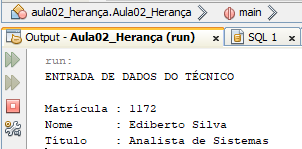 aula02_herança.Aula02_Herança main
Output - Aula02_Herança (run) SQL 1
run:
ENTRADA DE DADOS DO TÉCNICO
Matrícula : 1172
Nome : Ediberto Silva
Título : Analista de Sistemas